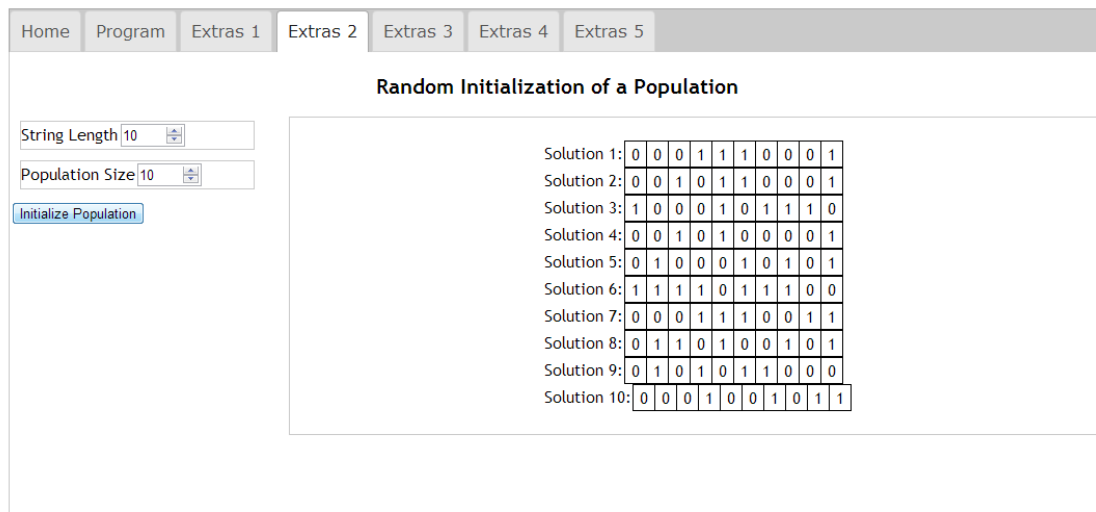 Home Program Extras 1 Extras 2 Extras 3 Extras 4 Extras 5
Random Initialization of a Population
String Length 10
Population Size 10
Initialize Population
Solution 1: 0 0 0 1 1 1 0 0 0 1
Solution 2: 0 0 1 0 1 1 0 0 0 1
Solution 3: 1 0 0 0 1 0 1 1 1 0
Solution 4: 0 0 1 0 1 0 0 0 0 1
Solution 5: 0 1 0 0 0 1 0 1 0 1
Solution 6: 1 1 1 1 0 1 1 1 0 0
Solution 7: 0 0 0 1 1 1 0 0 1 1
Solution 8: 0 1 1 0 1 0 0 1 0 1
Solution 9: 0 1 0 1 0 1 1 0 0 0
Solution 10: 0 0 0 1 0 0 1 0 1 1